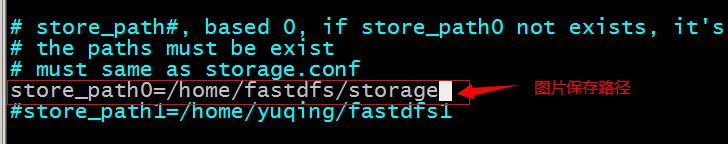 # store_path#, based 0, if store_path0 not exists, it's
# the paths must be exist
# must same as storage.conf
store_path0=/home/fastdfs/storage
图片保存路径
#store_path1=/home/yuqing/fastdfs1